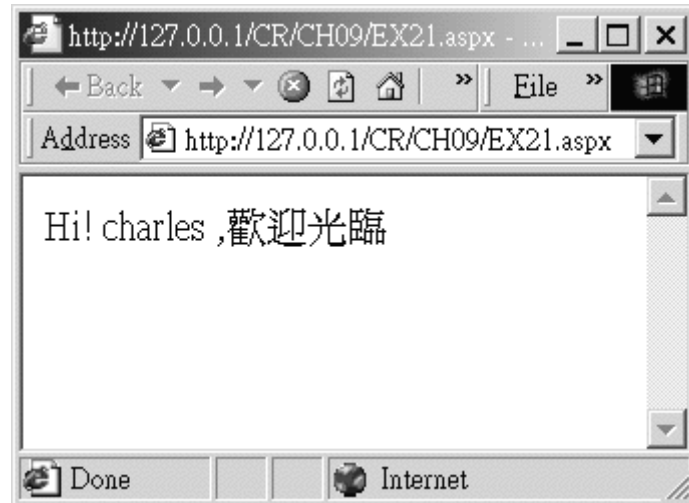 http://127.0.0.1/CR/CH09/EX21.aspx - ...
Back » File »
Address http://127.0.0.1/CR/CH09/EX21.aspx
Hi! charles ,歡迎光臨
Done Internet